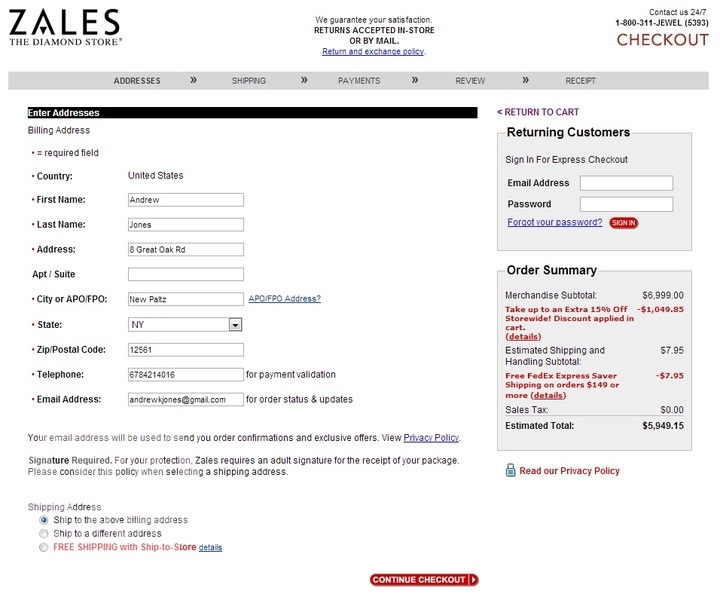 ZALES
THE DIAMOND STORE®
We guarantee your satisfaction.
RETURNS ACCEPTED IN-STORE
OR BY MAIL.
Return and exchange policy.
Contact us 24/7
1-800-311-JEWEL (5393)
CHECKOUT
ADDRESSES » SHIPPING » PAYMENTS » REVIEW » RECEIPT
Enter Addresses
Billing Address
• = required field
• Country: United States
• First Name: Andrew
• Last Name: Jones
• Address: 8 Great Oak Rd
Apt / Suite
• City or APO/FPO: New Paltz APO/FPO Address?
• State: NY
• Zip/Postal Code: 12561
• Telephone: 6784214016 for payment validation
• Email Address: andrewkjones@gmail.com for order status & updates
Your email address will be used to send you order confirmations and exclusive offers. View Privacy Policy.
Signature Required. For your protection, Zales requires an adult signature for the receipt of your package.
Please consider this policy when selecting a shipping address.
Shipping Address
Ship to the above billing address
Ship to a different address
FREE SHIPPING with Ship-to-Store details
CONTINUE CHECKOUT
< RETURN TO CART
Returning Customers
Sign In For Express Checkout
Email Address
Password
Forgot your password? SIGN IN
Order Summary
Merchandise Subtotal: $6,999.00
Take up to an Extra 15% Off -$1,049.85
Storewide! Discount applied in
cart.
(details)
Estimated Shipping and $7.95
Handling Subtotal:
Free FedEx Express Saver -$7.95
Shipping on orders $149 or
more (details)
Sales Tax: $0.00
Estimated Total: $5,949.15
Read our Privacy Policy